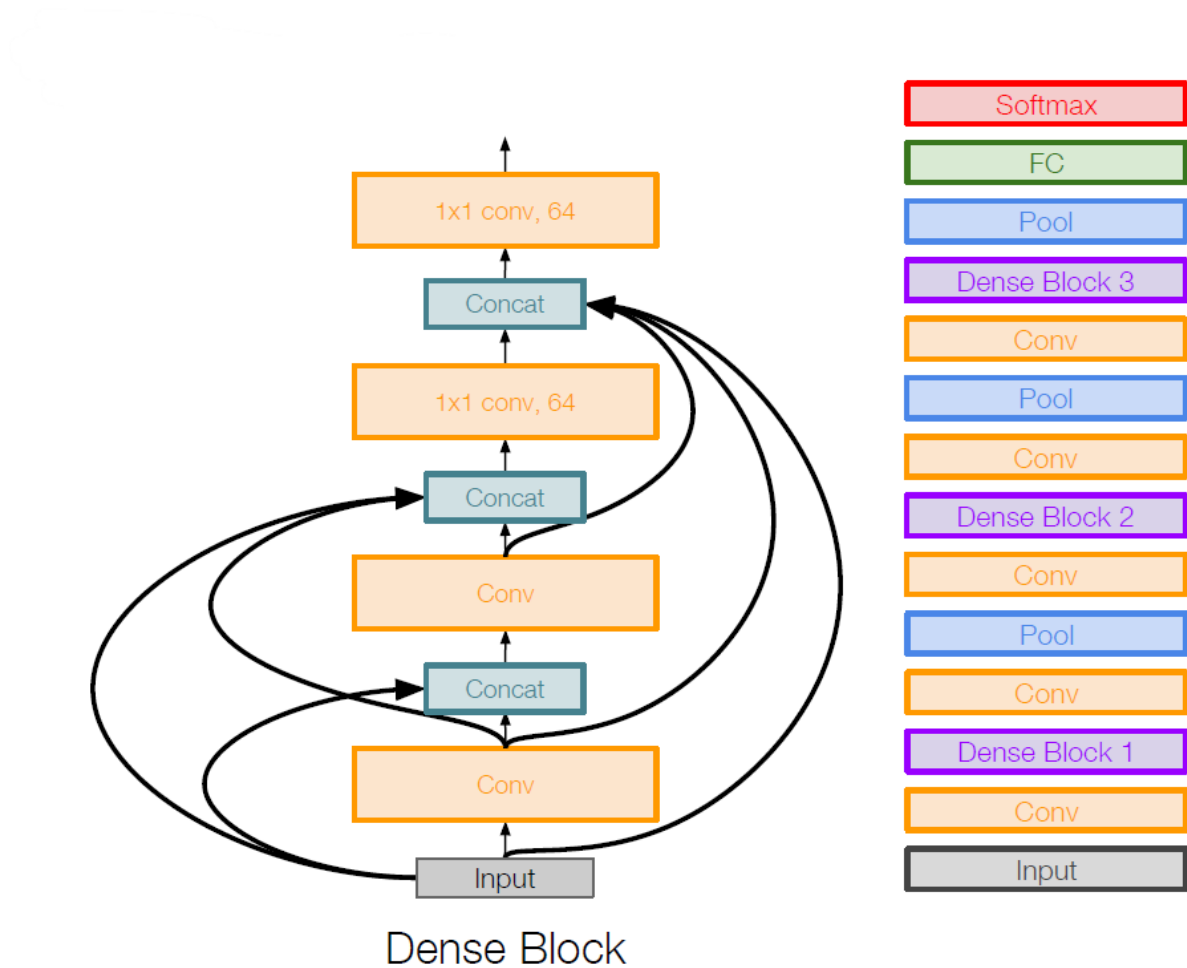 1x1 conv, 64
Concat
1x1 conv, 64
Concat
Conv
Concat
Conv
Input
Dense Block
Softmax
FC
Pool
Dense Block 3
Conv
Pool
Conv
Dense Block 2
Conv
Pool
Conv
Dense Block 1
Conv
Input